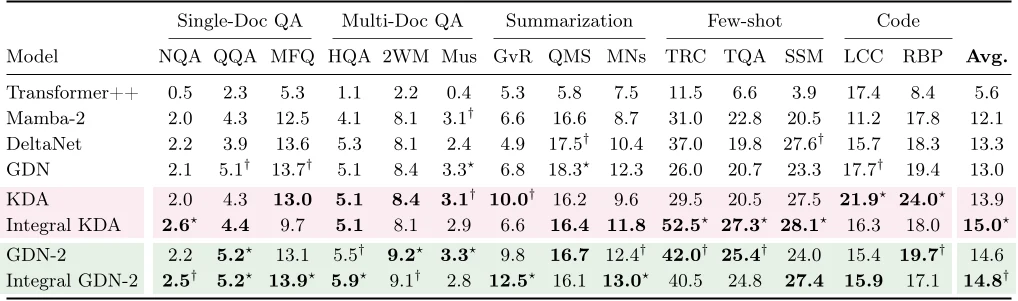 Single-Doc QA Multi-Doc QA Summarization Few-shot Code
Model NQA QQA MFQ HQA 2WM Mus GvR QMS MNs TRC TQA SSM LCC RBP Avg.
Transformer++ 0.5 2.3 5.3 1.1 2.2 0.4 5.3 5.8 7.5 11.5 6.6 3.9 17.4 8.4 5.6
Mamba-2 2.0 4.3 12.5 4.1 8.1 3.1† 6.6 16.6 8.7 31.0 22.8 20.5 11.2 17.8 12.1
DeltaNet 2.2 3.9 13.6 5.3 8.1 2.4 4.9 17.5† 10.4 37.0 19.8 27.6† 15.7 18.3 13.3
GDN 2.1 5.1† 13.7† 5.1 8.4 3.3⋆ 6.8 18.3⋆ 12.3 26.0 20.7 23.3 17.7† 19.4 13.0
KDA 2.0 4.3 13.0 5.1 8.4 3.1† 10.0† 16.2 9.6 29.5 20.5 27.5 21.9⋆ 24.0⋆ 13.9
Integral KDA 2.6⋆ 4.4 9.7 5.1 8.1 2.9 6.6 16.4 11.8 52.5⋆ 27.3⋆ 28.1⋆ 16.3 18.0 15.0⋆
GDN-2 2.2 5.2⋆ 13.1 5.5† 9.2⋆ 3.3⋆ 9.8 16.7 12.4† 42.0† 25.4† 24.0 15.4 19.7† 14.6
Integral GDN-2 2.5† 5.2⋆ 13.9⋆ 5.9⋆ 9.1† 2.8 12.5⋆ 16.1 13.0⋆ 40.5 24.8 27.4 15.9 17.1 14.8†